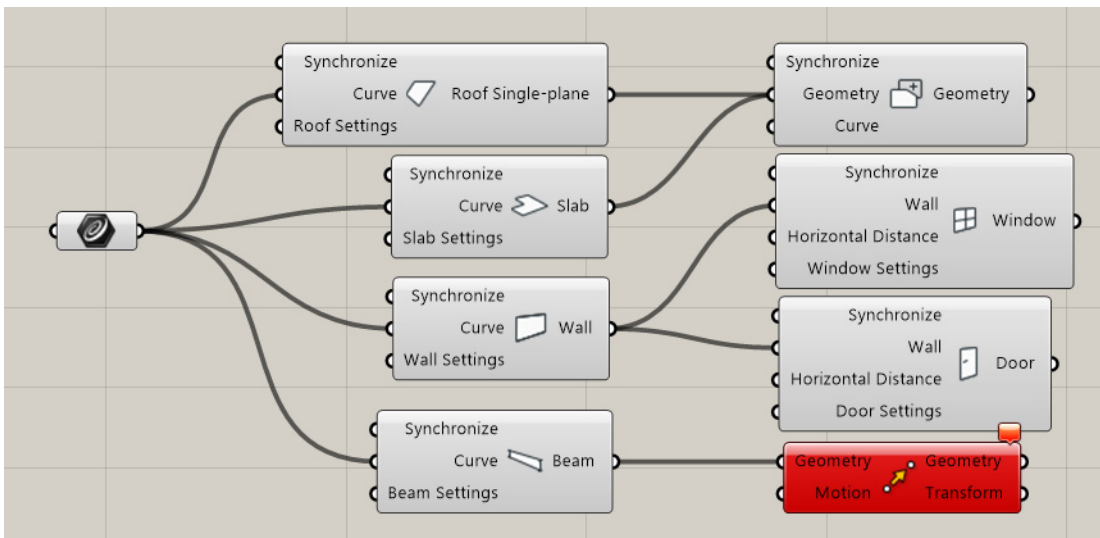 Synchronize
Curve Roof Single-plane
Roof Settings
Synchronize
Geometry Geometry
Curve
Synchronize
Curve Slab
Slab Settings
Synchronize
Wall
Horizontal Distance Window
Window Settings
Synchronize
Curve Wall
Wall Settings
Synchronize
Wall
Horizontal Distance Door
Door Settings
Synchronize
Curve Beam
Beam Settings
Geometry Geometry
Motion Transform